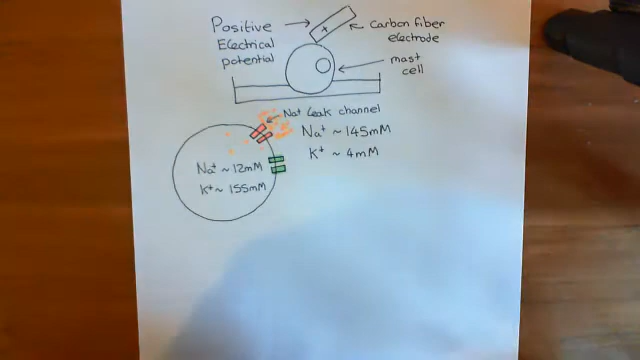 Positive
Electrical
potential
+
Carbon fiber
electrode
mast
cell
Na+ Leak channel
Na+ ~ 145mM
K+ ~ 4mM
Na+ ~ 12mM
K+ ~ 155mM